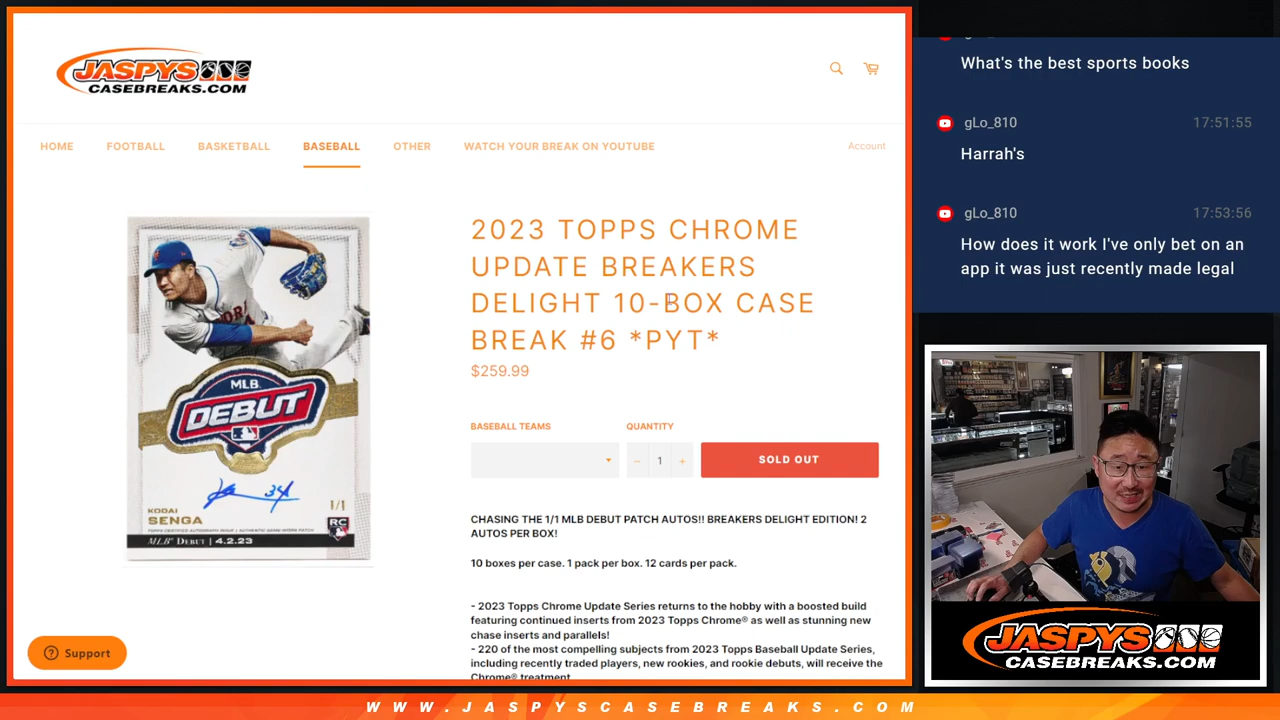 JASPYS
CASEBREAKS.COM
HOME FOOTBALL BASKETBALL BASEBALL OTHER WATCH YOUR BREAK ON YOUTUBE Account
MLB
DEBUT
34
1/1
KODAI
SENGA
RC
MLB DEBUT | 4.2.23
2023 TOPPS CHROME
UPDATE BREAKERS
DELIGHT 10-BOX CASE
BREAK #6 *PYT*
$259.99
BASEBALL TEAMS QUANTITY
− 1 + SOLD OUT
CHASING THE 1/1 MLB DEBUT PATCH AUTOS!! BREAKERS DELIGHT EDITION! 2
AUTOS PER BOX!
10 boxes per case. 1 pack per box. 12 cards per pack.
- 2023 Topps Chrome Update Series returns to the hobby with a boosted build
featuring continued inserts from 2023 Topps Chrome® as well as stunning new
chase inserts and parallels!
- 220 of the most compelling subjects from 2023 Topps Baseball Update Series,
including recently traded players, new rookies, and rookie debuts, will receive the
Chrome® treatment
Support
What's the best sports books
gLo_810 17:51:55
Harrah's
gLo_810 17:53:56
How does it work I've only bet on an
app it was just recently made legal
JASPYS
CASEBREAKS.COM
WWW.JASPYSCASEBREAKS.COM